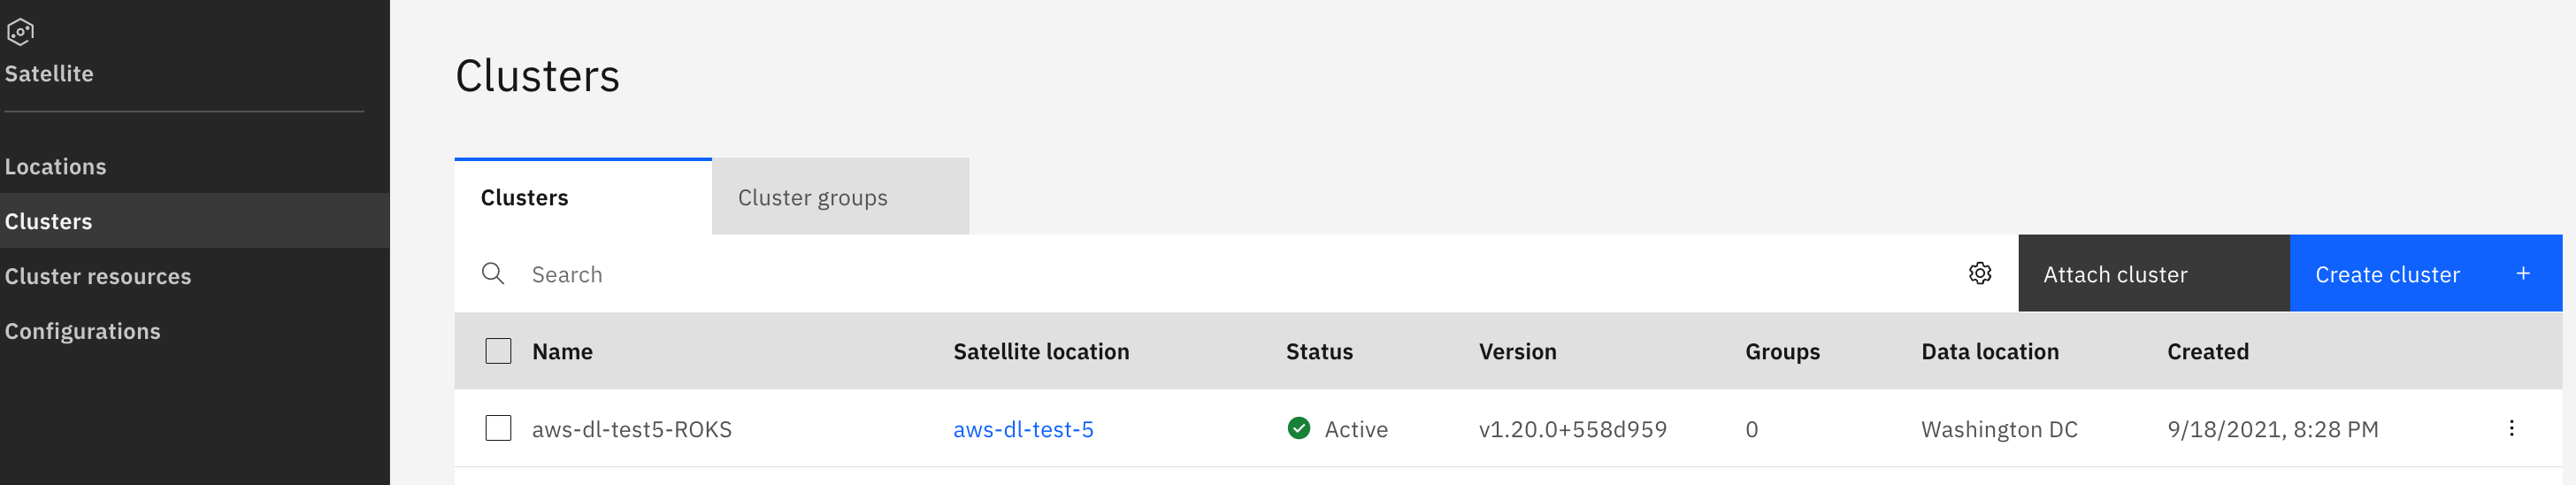 Satellite
Locations
Clusters
Cluster resources
Configurations
Clusters
Clusters Cluster groups
Search Attach cluster Create cluster +
Name Satellite location Status Version Groups Data location Created
aws-dl-test5-ROKS aws-dl-test-5 Active v1.20.0+558d959 0 Washington DC 9/18/2021, 8:28 PM